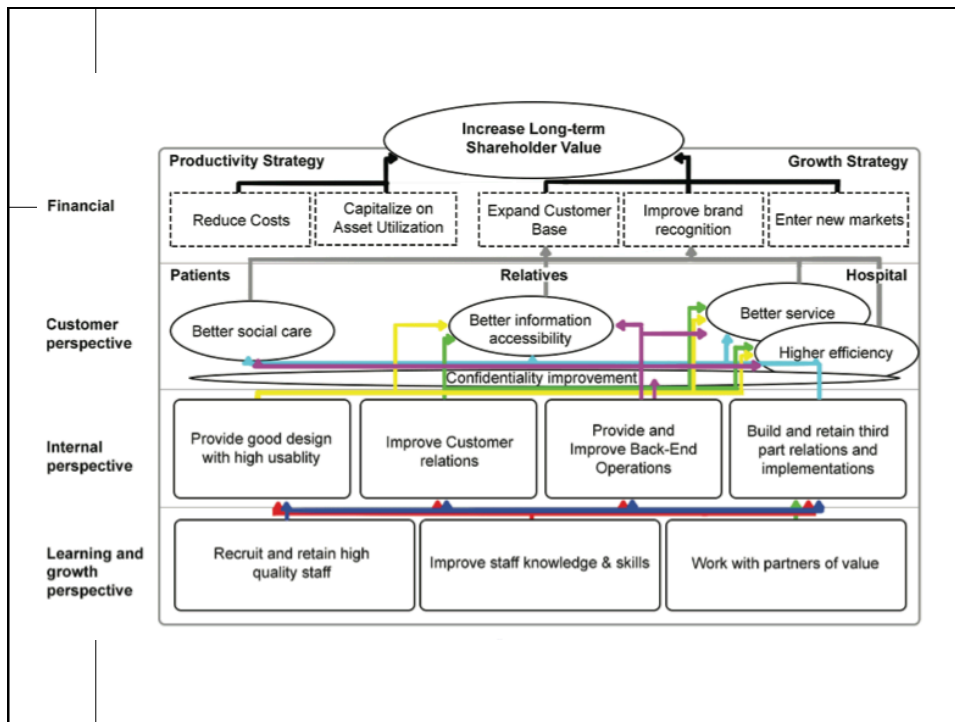 Increase Long-term
Shareholder Value
Productivity Strategy
Growth Strategy
Financial
Reduce Costs
Capitalize on
Asset Utilization
Expand Customer
Base
Improve brand
recognition
Enter new markets
Patients
Relatives
Hospital
Customer
perspective
Better social care
Better information
accessibility
Better service
Higher efficiency
Confidentiality improvement
Internal
perspective
Provide good design
with high usablity
Improve Customer
relations
Provide and
Improve Back-End
Operations
Build and retain third
part relations and
implementations
Learning and
growth
perspective
Recruit and retain high
quality staff
Improve staff knowledge & skills
Work with partners of value